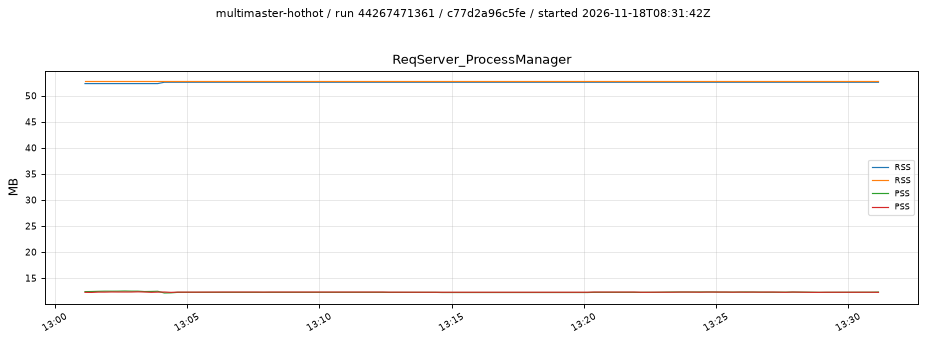 multimaster-hothot / run 44267471361 / c77d2a96c5fe / started 2026-11-18T08:31:42Z
ReqServer_ProcessManager
MB
50
45
40
35
30
25
20
15
RSS
RSS
PSS
PSS
13:00
13:05
13:10
13:15
13:20
13:25
13:30